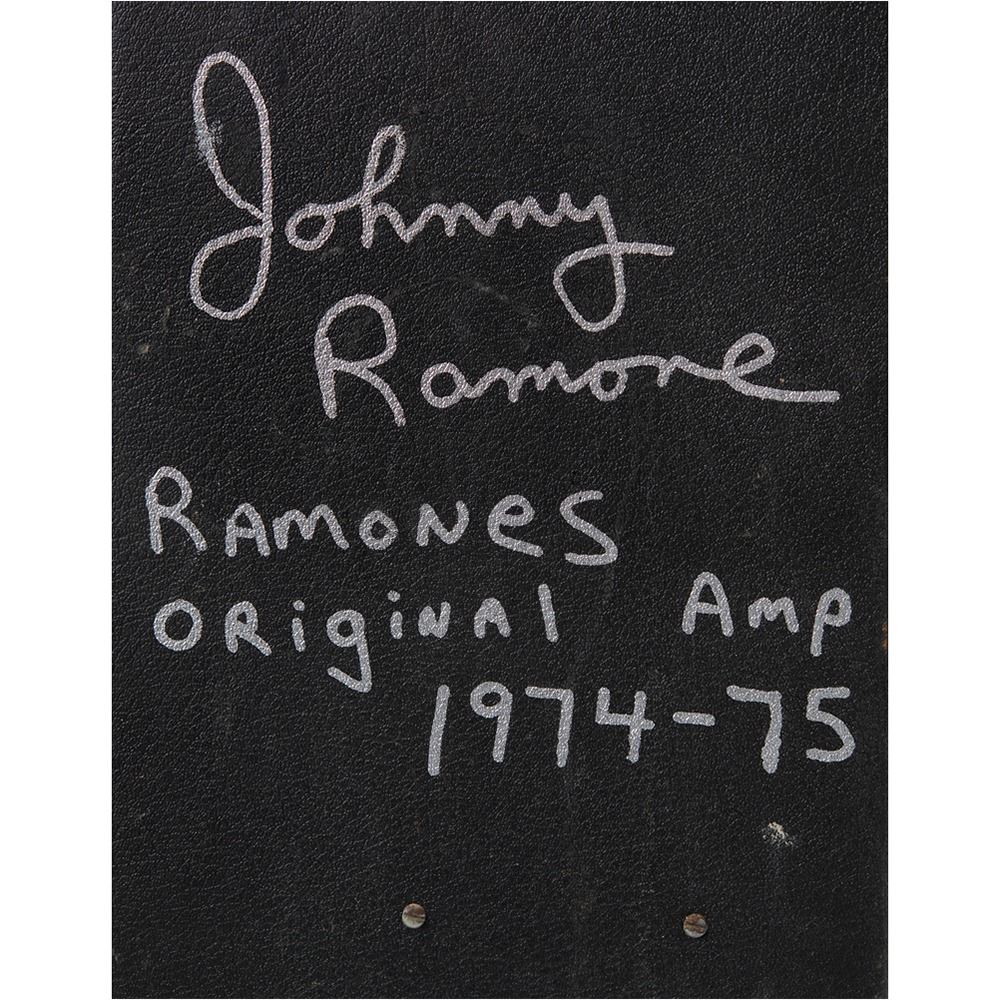 Johnny
Ramone
RAMONeS
ORigiNAl Amp
1974-75